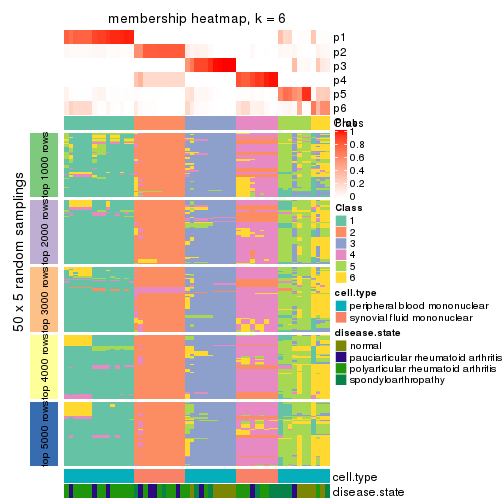 membership heatmap, k = 6
p1
p2
p3
p4
p5
p6
Class
Prob
1
0.8
0.6
0.4
0.2
0
Class
1
2
3
4
5
6
cell.type
peripheral blood mononuclear
synovial fluid mononuclear
disease.state
normal
pauciarticular rheumatoid arthritis
polyarticular rheumatoid arthritis
spondyloarthropathy
50 x 5 random samplings
top 1000 rows
top 2000 rows
top 3000 rows
top 4000 rows
top 5000 rows
cell.type
disease.state